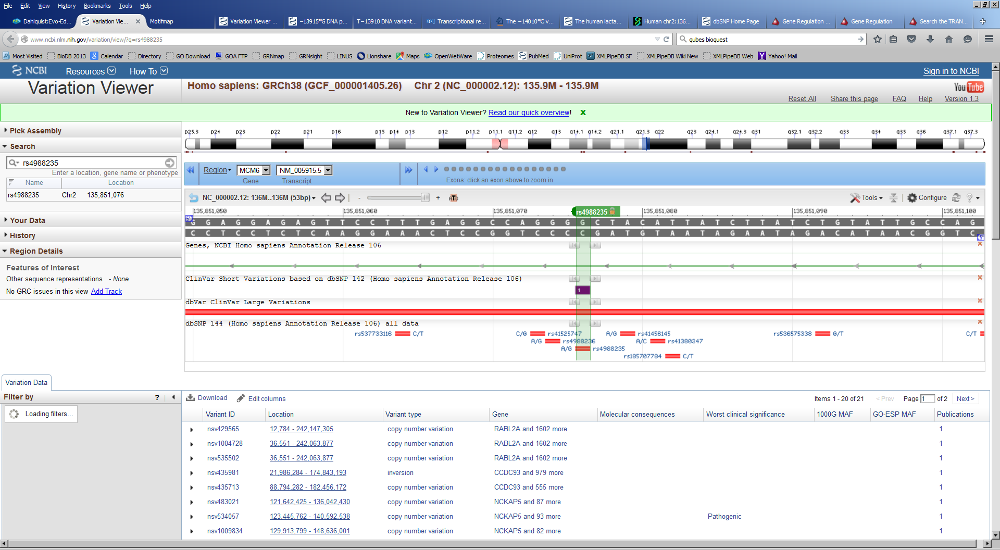 File Edit View History Bookmarks Tools Help
Dahlquist:Evo-Ed... Variation Vie... Motifmap Variation Viewer ... −13915*G DNA p... T−13910 DNA variant... Transcriptional re... The −14010*C v... The human lacta... Human chr2:136... dbSNP Home Page Gene Regulation ... Gene Regulation Search the TRAN...
www.ncbi.nlm.nih.gov/variation/view/?q=rs4988235 qubes bioquest
Most Visited BioDB 2013 Calendar Directory GO Download GOA FTP GRNmap GRNsight LINUS Lionshare Maps OpenWetWare Proteomes PubMed UniProt XMLPipeDB SF XMLPipeDB Wiki New XMLPipeDB Web Yahoo! Mail
NCBI Resources How To Sign in to NCBI
Variation Viewer Homo sapiens: GRCh38 (GCF_000001405.26) Chr 2 (NC_000002.12): 135.9M - 135.9M YouTube
Reset All Share this page FAQ Help Version 1.3
New to Variation Viewer? Read our quick overview! X
Pick Assembly
Search
rs4988235
Enter a location, gene name or phenotype
Name Location
rs4988235 Chr2 135,851,076
Your Data
History
Region Details
Features of Interest
Other sequence representations - None
No GRC issues in this view Add Track
p25.3 p24 p23 p22 p21 p16 p15 p14 p13 p12 p11.2 p11.1 q11.2 q12 q13 q14.1 q14.2 q21.1 q21.3 q22 q23 q24.1 q24.3 q31 q32.1 q32.2 q33 q34 q35 q36 q37.1 q37.3
Region MCM6 NM_005915.5
Gene Transcript Exons: click an exon above to zoom in
NC_000002.12: 136M..136M (53bp) - + ATG Tools Configure ?
135,851,050 135,851,060 135,851,070 rs4988235 135,851,080 135,851,090 135,851,100
G G A G G A G A G T T C C T T T G A G G C C A G G G G C T A C A T T A T C T T A T C T G T A T T G C C A G
C C T C C T C T C A A G G A A A C T C C G G T C C C C G A T G T A A T A G A A T A G A C A T A A C G G T C
Genes, NCBI Homo sapiens Annotation Release 106
ClinVar Short Variations based on dbSNP 142 (Homo sapiens Annotation Release 106)
1
dbVar ClinVar Large Variations
dbSNP 144 (Homo sapiens Annotation Release 106) all data
rs537733116 C/T C/G rs41525747 A/G rs41456145 rs536575338 G/T C/T
A/G rs4988236 A/C rs41380347
A/G rs4988235
rs185707784 C/T
Variation Data
Filter by ?
Loading filters...
Download Edit columns Items 1 - 20 of 21 < Prev Page 1 of 2 Next >
Variant ID Location Variant type Gene Molecular consequences Worst clinical significance 1000G MAF GO-ESP MAF Publications
nsv429565 12,784 - 242,147,305 copy number variation RABL2A and 1602 more 1
nsv1004728 36,551 - 242,063,877 copy number variation RABL2A and 1602 more 1
nsv535502 36,551 - 242,063,877 copy number variation RABL2A and 1602 more 1
nsv435981 21,986,284 - 174,843,193 inversion CCDC93 and 979 more 1
nsv435713 88,794,282 - 182,456,172 copy number variation CCDC93 and 555 more 1
nsv483021 121,642,425 - 136,042,430 copy number variation NCKAP5 and 87 more 1
nsv534057 123,445,762 - 140,592,538 copy number variation NCKAP5 and 93 more Pathogenic 1
nsv1009834 129,913,799 - 148,636,001 copy number variation NCKAP5 and 82 more 1